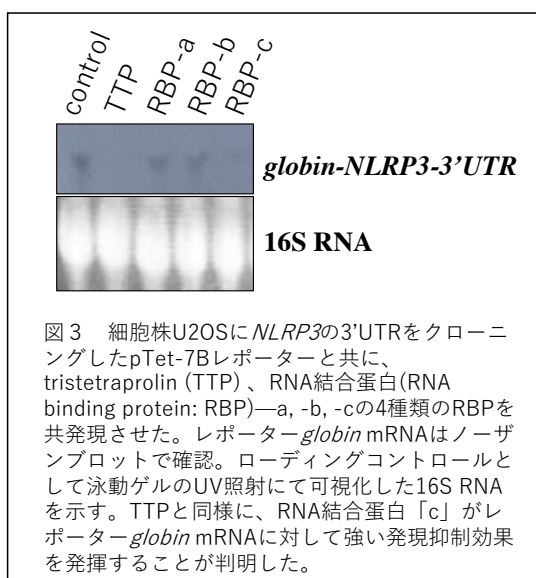 control TTP RBP-a RBP-b RBP-c
globin-NLRP3-3’UTR
16S RNA
図3　細胞株U2OSにNLRP3の3’UTRをクローニ
ングしたpTet-7Bレポーターと共に、
tristetraprolin (TTP) 、RNA結合蛋白(RNA
binding protein: RBP)—a, -b, -cの4種類のRBPを
共発現させた。レポーターglobin mRNAはノーザ
ンブロットで確認。ローディングコントロールと
して泳動ゲルのUV照射にて可視化した16S RNA
を示す。TTPと同様に、RNA結合蛋白「c」がレ
ポーターglobin mRNAに対して強い発現抑制効果
を発揮することが判明した。